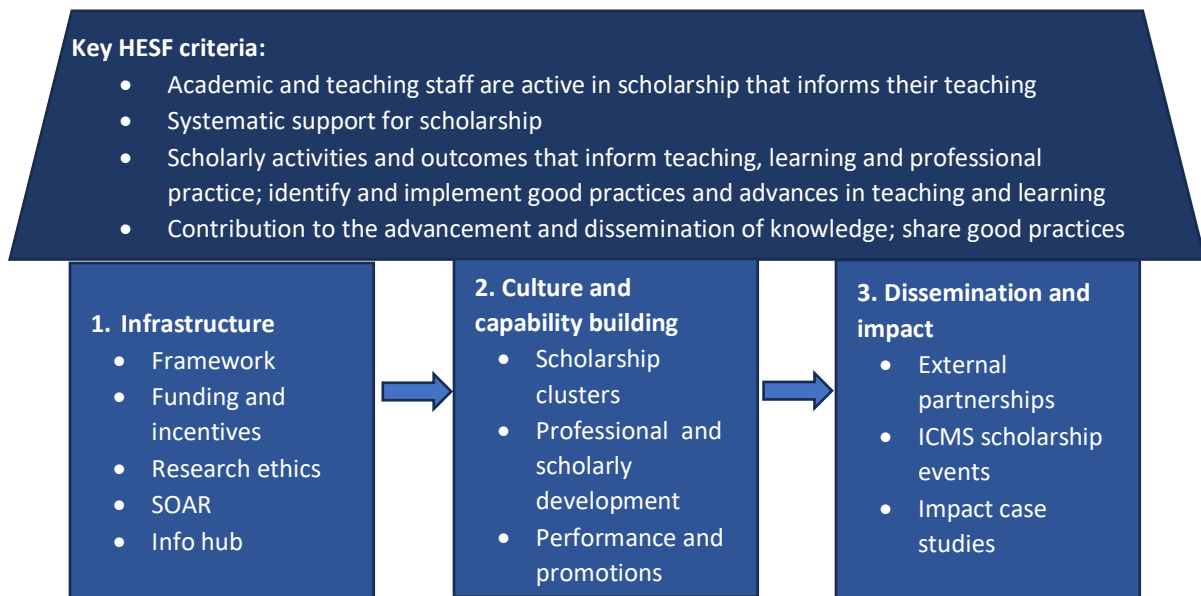 Key HESF criteria:
• Academic and teaching staff are active in scholarship that informs their teaching
• Systematic support for scholarship
• Scholarly activities and outcomes that inform teaching, learning and professional
practice; identify and implement good practices and advances in teaching and learning
• Contribution to the advancement and dissemination of knowledge; share good practices
1. Infrastructure
• Framework
• Funding and
incentives
• Research ethics
• SOAR
• Info hub
2. Culture and
capability building
• Scholarship
clusters
• Professional and
scholarly
development
• Performance and
promotions
3. Dissemination and
impact
• External
partnerships
• ICMS scholarship
events
• Impact case
studies